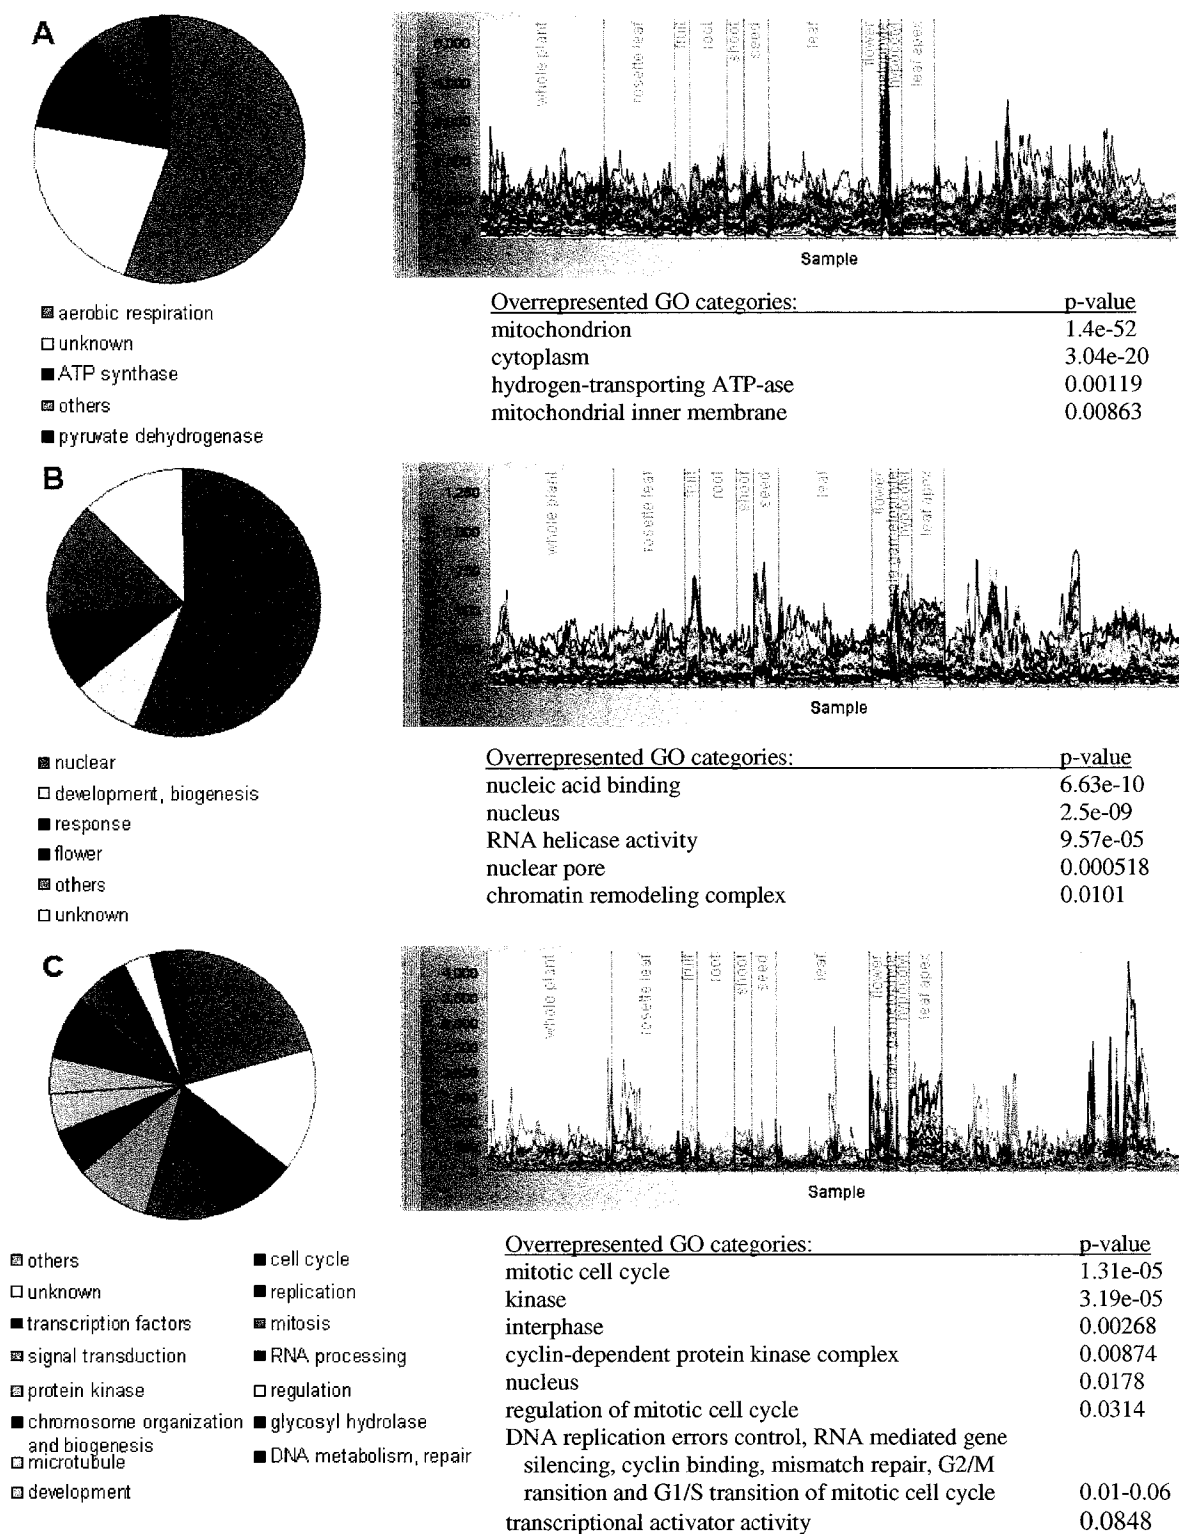 A
whole plant
rosette leaf
fruit
root
shoot
seed
leaf
flower
leaf apex
Sample
aerobic respiration
unknown
ATP synthase
others
pyruvate dehydrogenase
Overrepresented GO categories: p-value
mitochondrion 1.4e-52
cytoplasm 3.04e-20
hydrogen-transporting ATP-ase 0.00119
mitochondrial inner membrane 0.00863
B
whole plant
rosette leaf
fruit
root
shoot
seed
leaf
flower
hypocotyl
leaf apex
Sample
nuclear
development, biogenesis
response
flower
others
unknown
Overrepresented GO categories: p-value
nucleic acid binding 6.63e-10
nucleus 2.5e-09
RNA helicase activity 9.57e-05
nuclear pore 0.000518
chromatin remodeling complex 0.0101
C
whole plant
rosette leaf
fruit
root
shoot
seed
leaf
flower
male gametophyte
hypocotyl
leaf apex
Sample
others
unknown
transcription factors
signal transduction
protein kinase
chromosome organization
and biogenesis
microtubule
development
cell cycle
replication
mitosis
RNA processing
regulation
glycosyl hydrolase
DNA metabolism, repair
Overrepresented GO categories: p-value
mitotic cell cycle 1.31e-05
kinase 3.19e-05
interphase 0.00268
cyclin-dependent protein kinase complex 0.00874
nucleus 0.0178
regulation of mitotic cell cycle 0.0314
DNA replication errors control, RNA mediated gene
silencing, cyclin binding, mismatch repair, G2/M
ransition and G1/S transition of mitotic cell cycle 0.01-0.06
transcriptional activator activity 0.0848